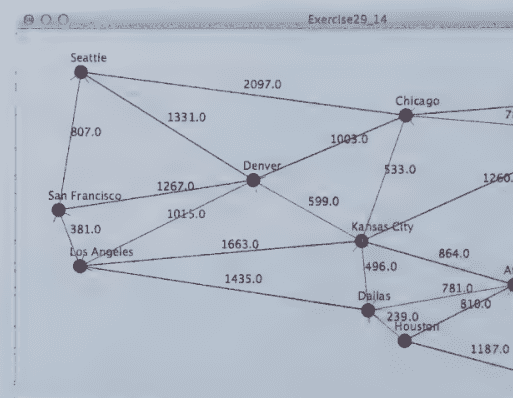 Exercise29_14
Seattle
2097.0
Chicago
1331.0
807.0
1003.0
533.0
Denver
1267.0
San Francisco
1015.0
599.0
1260.
381.0
Kansas City
1663.0
Los Angeles
864.0
496.0
1435.0
781.0
Dallas
810.0
239.0
Houston
1187.0